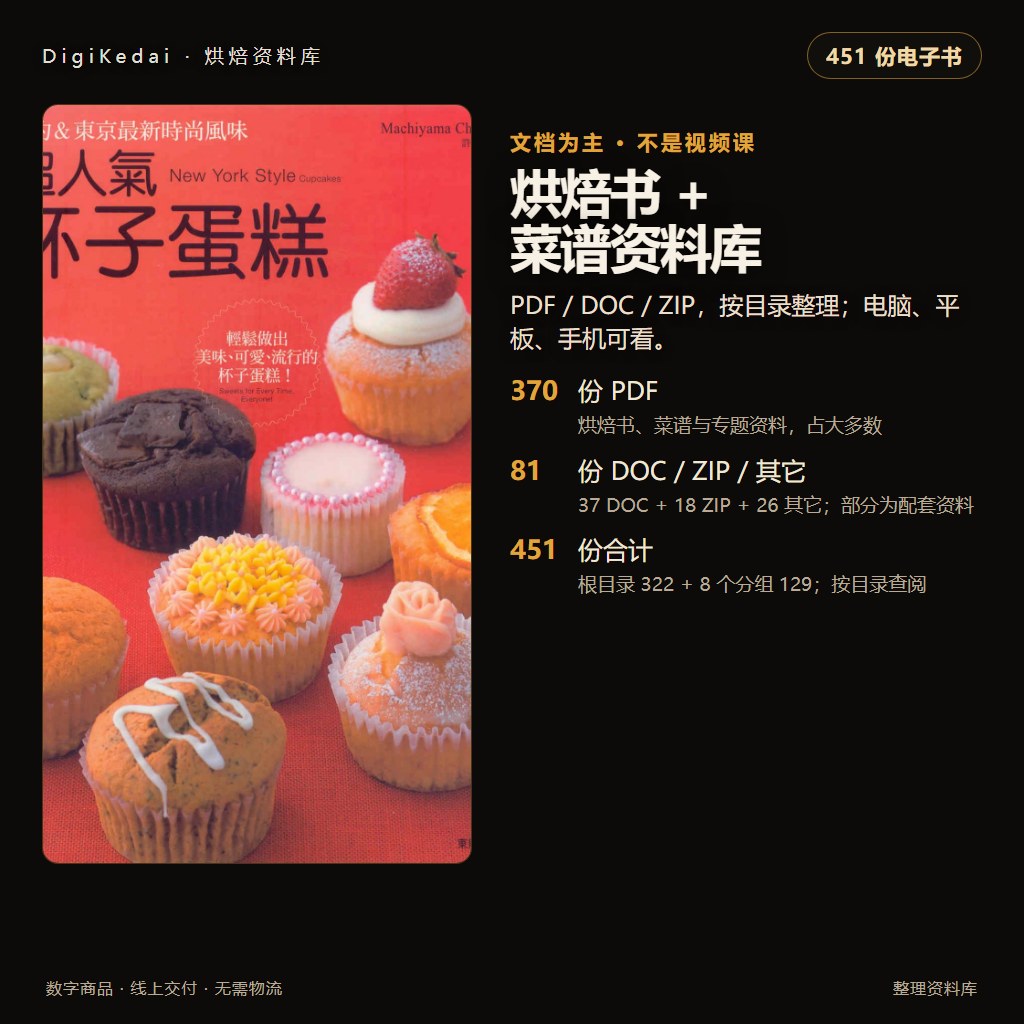 DigiKedai · 烘焙资料库
451 份电子书
&東京最新時尚風味
Machiyama Ch
超人氣 New York Style Cupcakes
杯子蛋糕
輕鬆做出
美味、可愛、流行的
杯子蛋糕！
Sweets for Every Time,
Everyone!
文档为主 · 不是视频课
烘焙书 +
菜谱资料库
PDF / DOC / ZIP，按目录整理；电脑、平
板、手机可看。
370 份 PDF
烘焙书、菜谱与专题资料，占大多数
81 份 DOC / ZIP / 其它
37 DOC + 18 ZIP + 26 其它；部分为配套资料
451 份合计
根目录 322 + 8 个分组 129；按目录查阅
数字商品 · 线上交付 · 无需物流
整理资料库